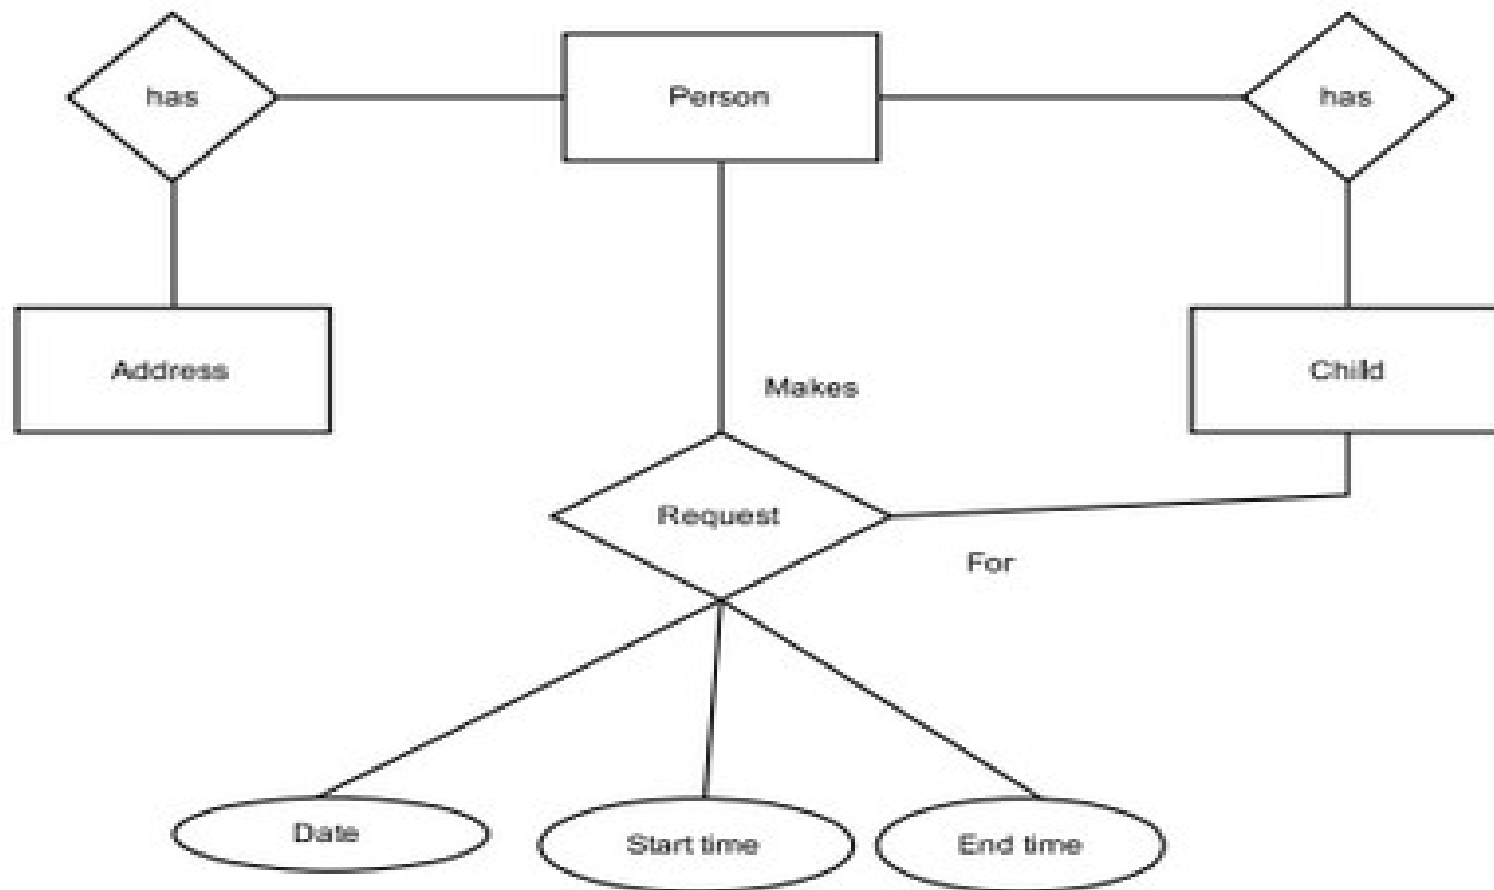 has
Person
has
Address
Child
Makes
Request
For
Date
Start time
End time